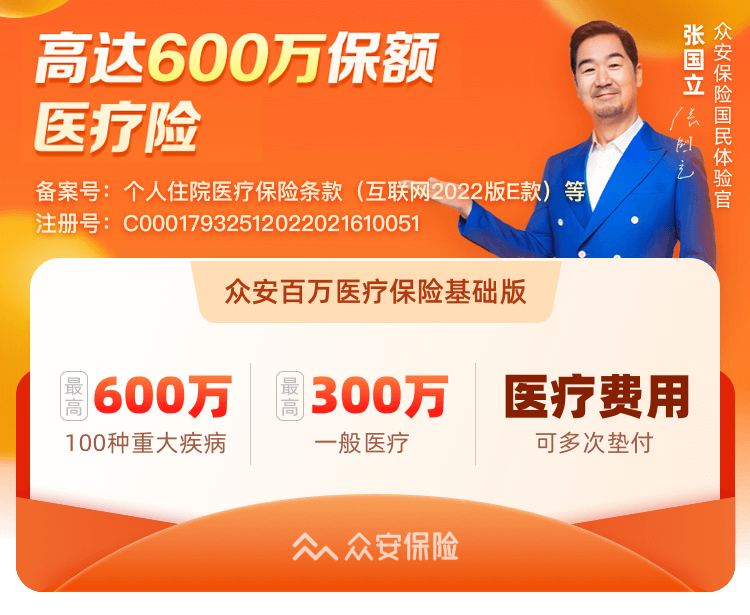 高达600万保额
医疗险
备案号：个人住院医疗保险条款（互联网2022版E款）等
注册号：C00017932512022021610051
众安保险国民体验官
张国立
张国立
众安百万医疗保险基础版
最高600万
100种重大疾病
最高300万
一般医疗
医疗费用
可多次垫付
众安保险